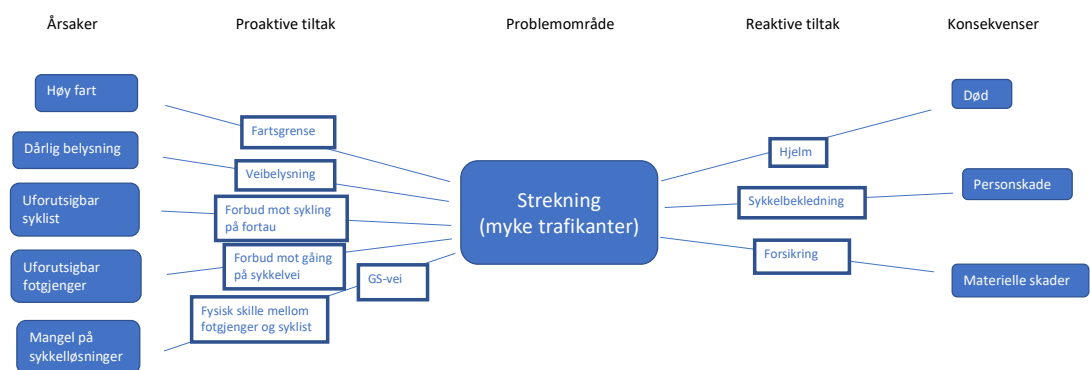 Årsaker
Proaktive tiltak
Problemområde
Reaktive tiltak
Konsekvenser
Høy fart
Dårlig belysning
Uforutsigbar
syklist
Uforutsigbar
fotgjenger
Mangel på
sykkelløsninger
Fartsgrense
Veibelysning
Forbud mot sykling
på fortau
Forbud mot gåing
på sykkelvei
GS-vei
Fysisk skille mellom
fotgjenger og syklist
Strekning
(myke trafikanter)
Hjelm
Sykkelbekledning
Forsikring
Død
Personskade
Materielle skader